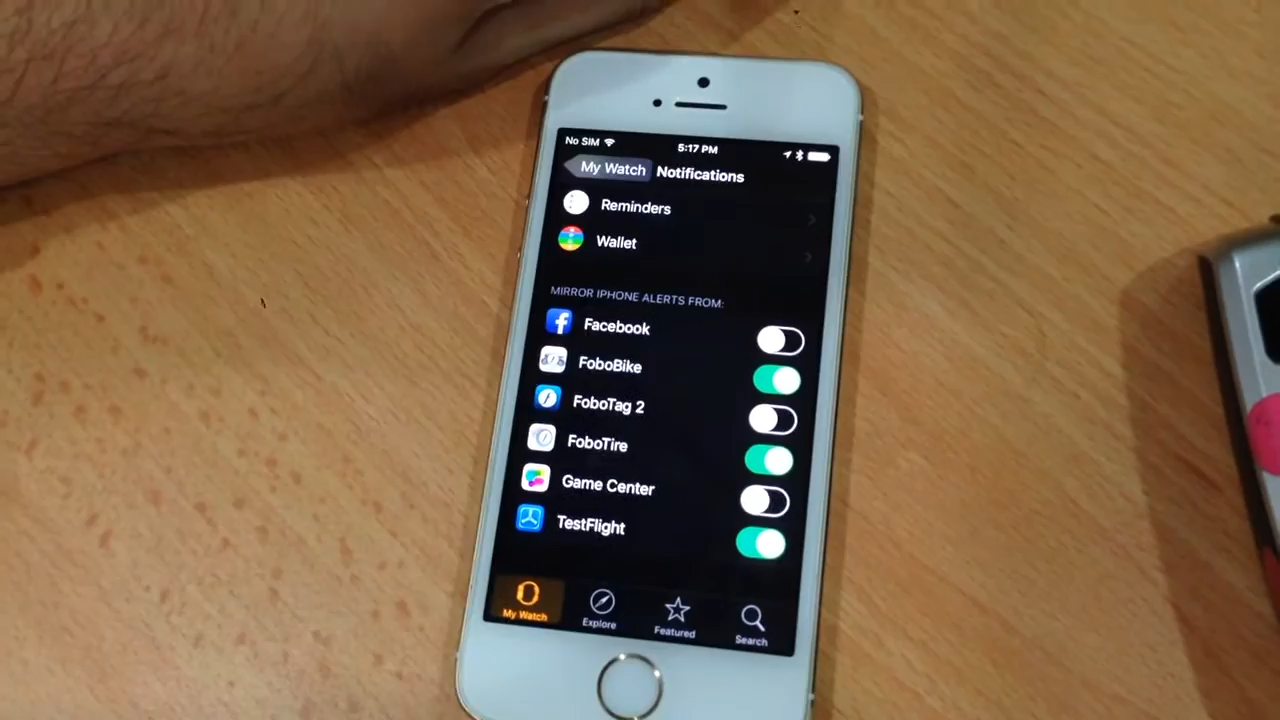 No SIM 5:17 PM
My Watch Notifications
Reminders
Wallet
MIRROR IPHONE ALERTS FROM:
Facebook
FoboBike
FoboTag 2
FoboTire
Game Center
TestFlight
My Watch Explore Featured Search